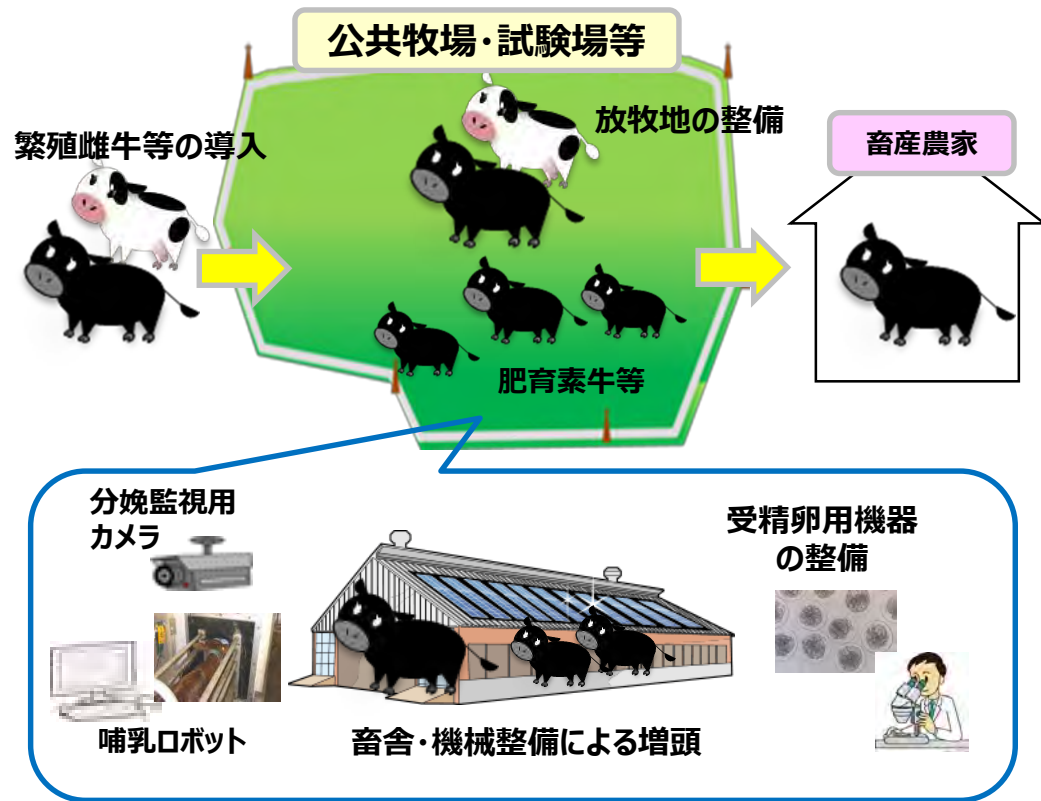 公共牧場・試験場等
繁殖雌牛等の導入
放牧地の整備
畜産農家
肥育素牛等
分娩監視用
カメラ
受精卵用機器
の整備
哺乳ロボット
畜舎・機械整備による増頭